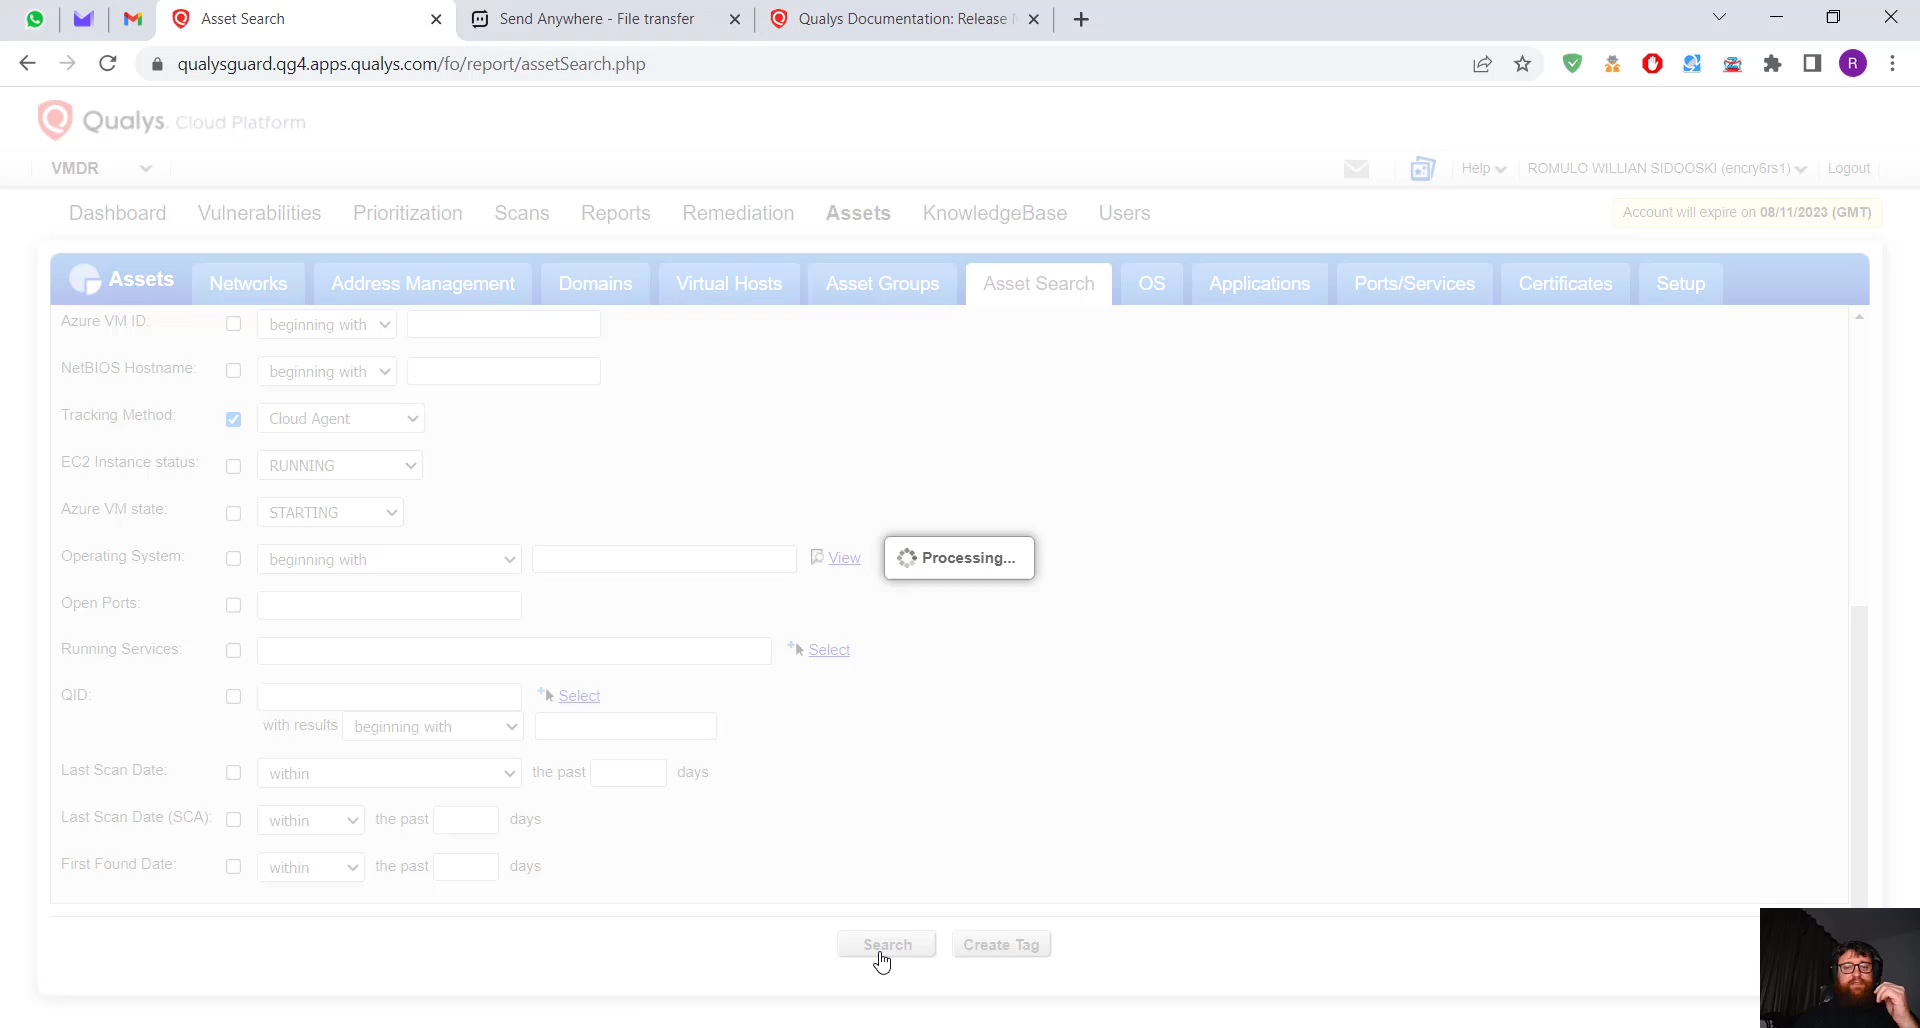 Asset Search
Send Anywhere - File transfer
Qualys Documentation: Release
qualysguard.qg4.apps.qualys.com/fo/report/assetSearch.php
R
Qualys. Cloud Platform
VMDR
Help
ROMULO WILLIAN SIDOOSKI (encry6rs1)
Logout
Dashboard Vulnerabilities Prioritization Scans Reports Remediation Assets KnowledgeBase Users
Account will expire on 08/11/2023 (GMT)
Assets Networks Address Management Domains Virtual Hosts Asset Groups Asset Search OS Applications Ports/Services Certificates Setup
Azure VM ID: beginning with
NetBIOS Hostname: beginning with
Tracking Method: Cloud Agent
EC2 Instance status: RUNNING
Azure VM state: STARTING
Operating System: beginning with View
Processing...
Open Ports:
Running Services: Select
QID: Select
with results beginning with
Last Scan Date: within the past days
Last Scan Date (SCA): within the past days
First Found Date: within the past days
Search Create Tag